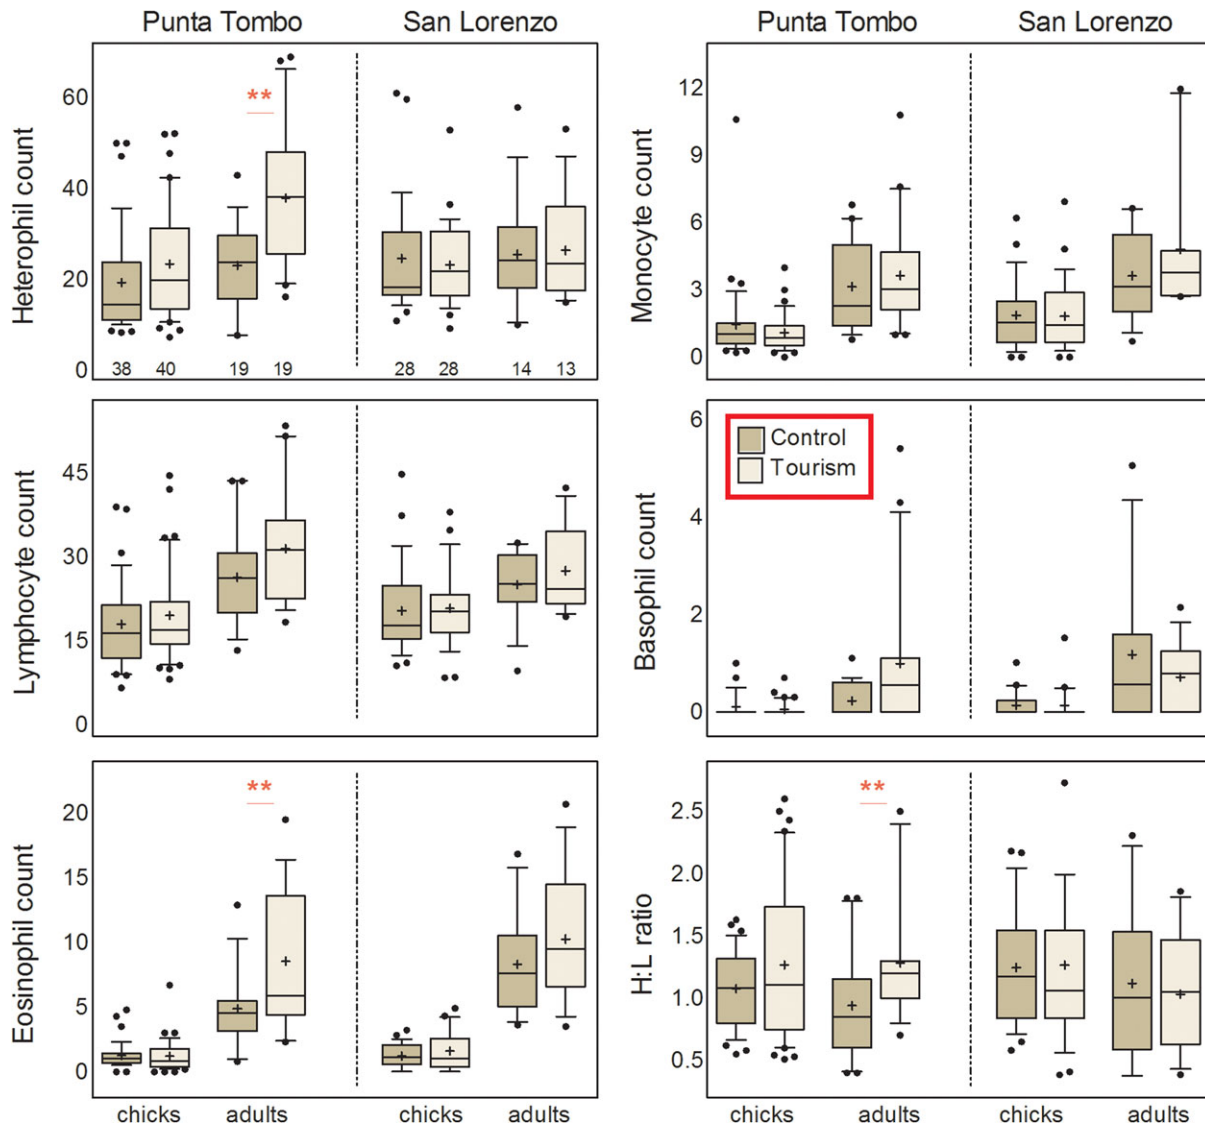 Punta Tombo San Lorenzo Punta Tombo San Lorenzo
Heterophil count
60
40
20
0
**
38 40 19 19 28 28 14 13
Monocyte count
12
9
6
3
0
Lymphocyte count
45
30
15
0
Basophil count
6
4
2
0
Control
Tourism
Eosinophil count
20
15
10
5
0
**
chicks adults chicks adults
H:L ratio
2.5
2.0
1.5
1.0
0.5
**
chicks adults chicks adults